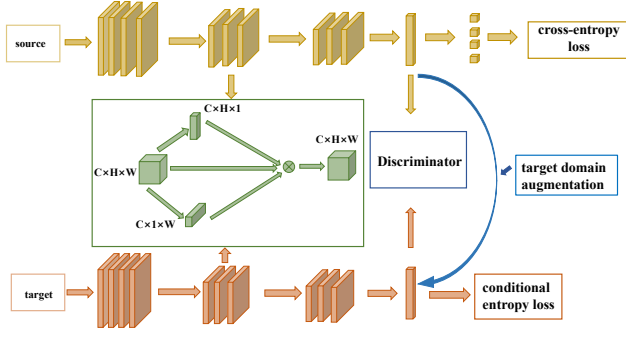 source
cross-entropy
loss
C×H×1
C×H×W
C×H×W
C×1×W
Discriminator
target domain
augmentation
target
conditional
entropy loss